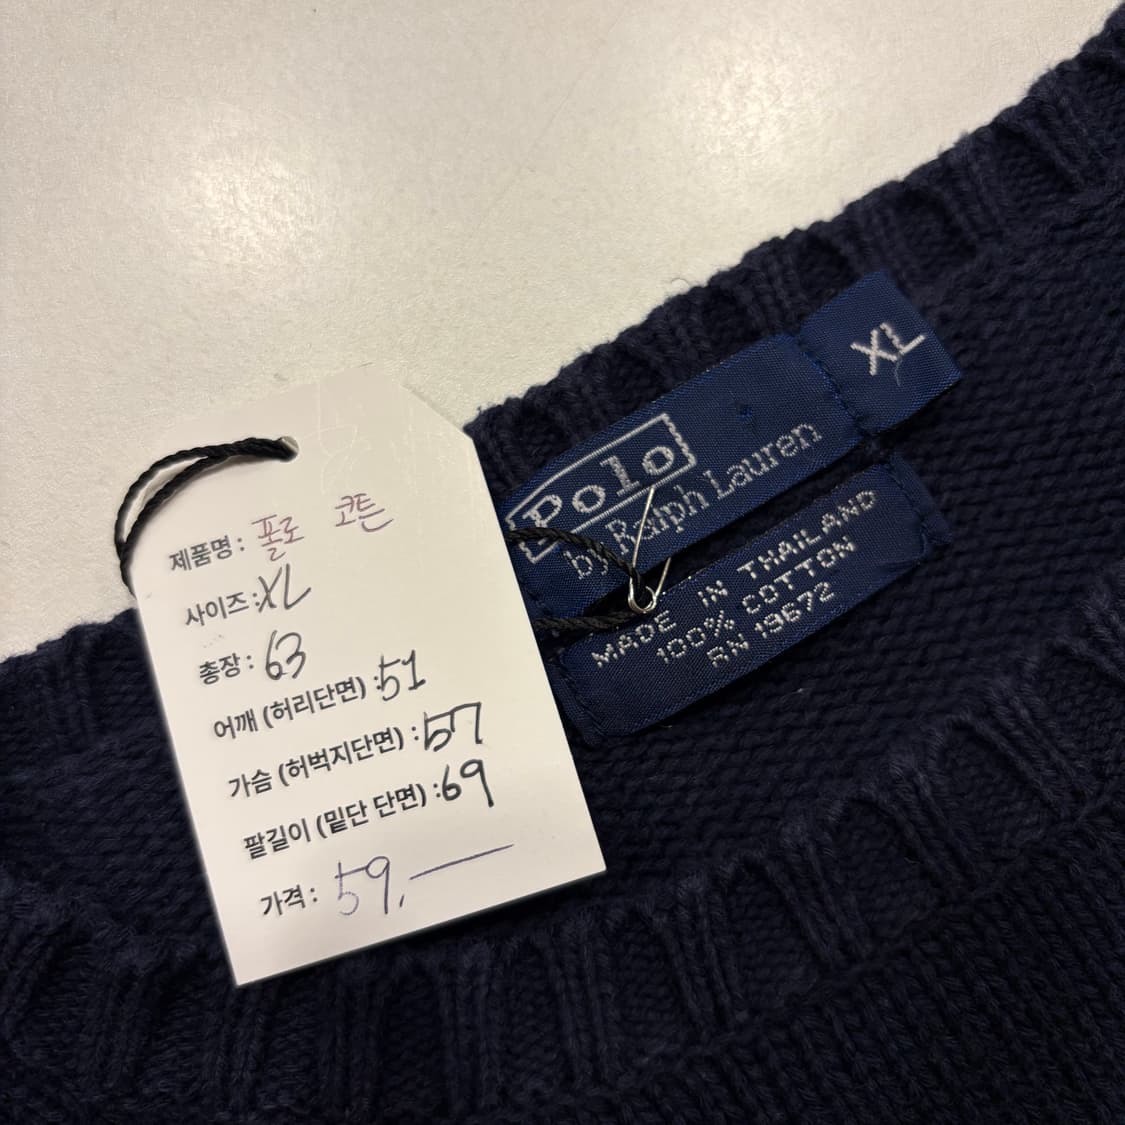 제품명 : 폴로 코튼
사이즈 : XL
총장 : 63
어깨 (허리단면) : 51
가슴 (허벅지단면) : 57
팔길이 (밑단 단면) : 69
가격 : 59,—
Polo
by Ralph Lauren
XL
MADE IN THAILAND
100% COTTON
RN 19672